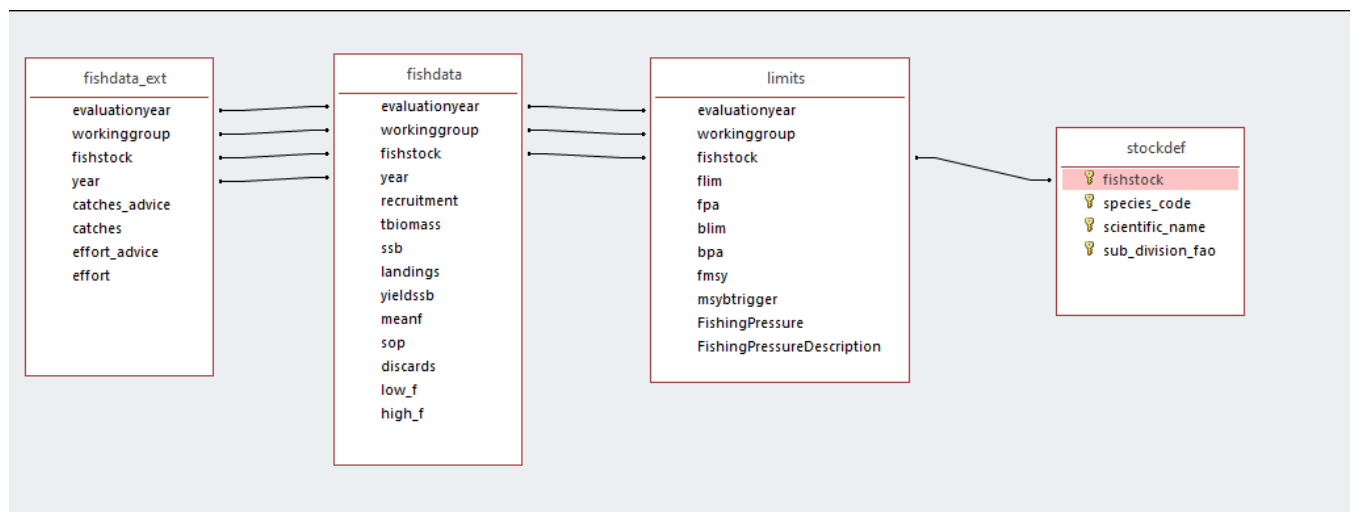 fishdata_ext
evaluationyear
workinggroup
fishstock
year
catches_advice
catches
effort_advice
effort
fishdata
evaluationyear
workinggroup
fishstock
year
recruitment
tbiomass
ssb
landings
yieldssb
meanf
sop
discards
low_f
high_f
limits
evaluationyear
workinggroup
fishstock
flim
fpa
blim
bpa
fmsy
msybtrigger
FishingPressure
FishingPressureDescription
stockdef
fishstock
species_code
scientific_name
sub_division_fao